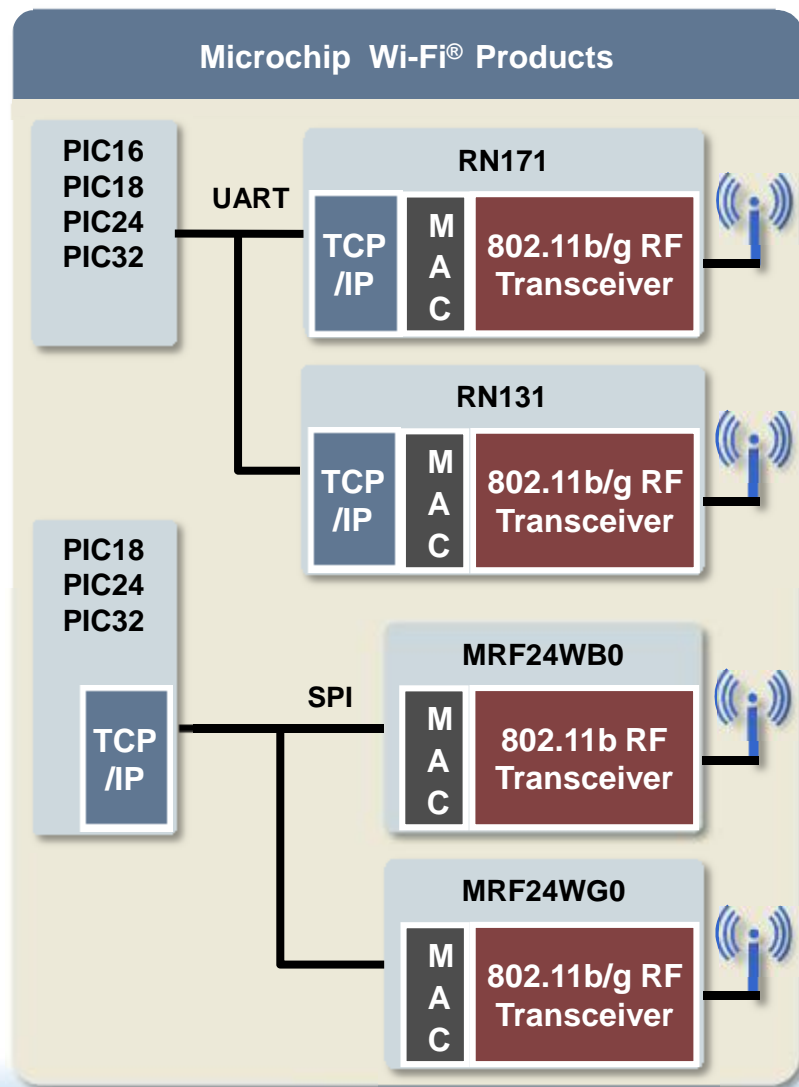 Microchip Wi-Fi® Products
PIC16
PIC18
PIC24
PIC32
UART
RN171
TCP
/IP
M
A
C
802.11b/g RF
Transceiver
RN131
TCP
/IP
M
A
C
802.11b/g RF
Transceiver
PIC18
PIC24
PIC32
TCP
/IP
SPI
MRF24WB0
M
A
C
802.11b RF
Transceiver
MRF24WG0
M
A
C
802.11b/g RF
Transceiver